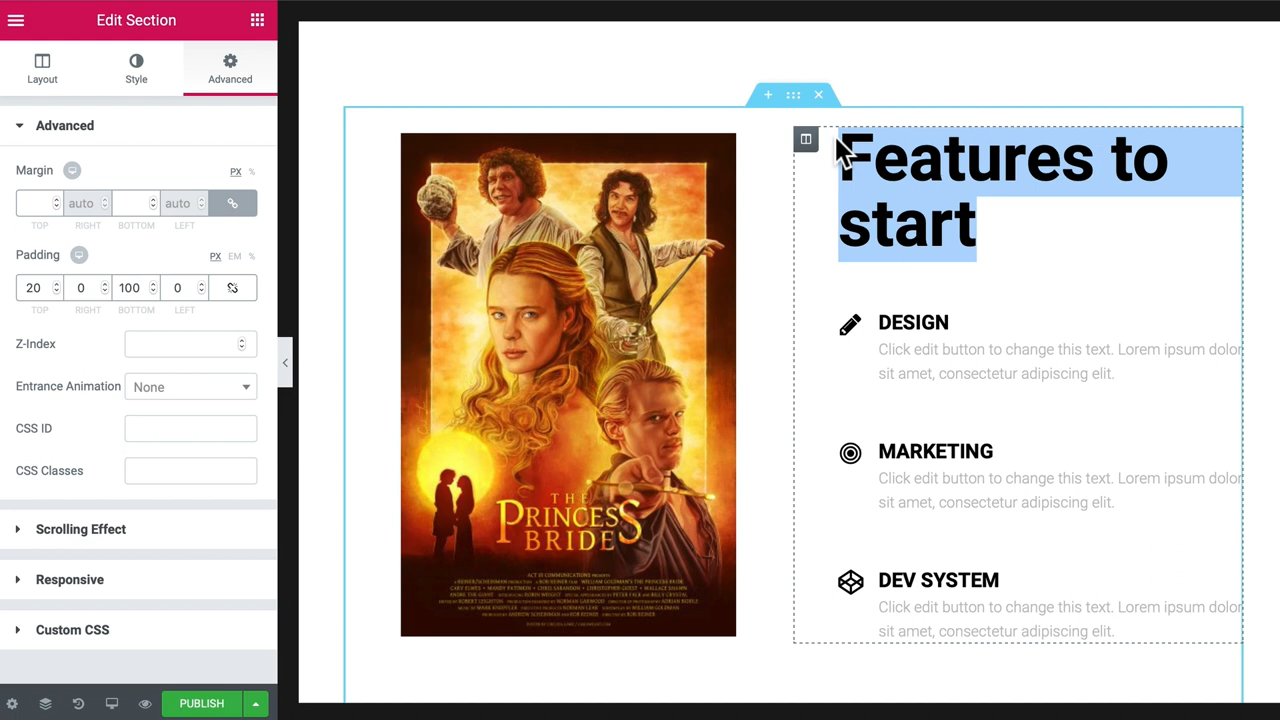 Edit Section
Layout
Style
Advanced
Advanced
Margin
PX %
auto
auto
TOP RIGHT BOTTOM LEFT
Padding
PX EM %
20 0 100 0
TOP RIGHT BOTTOM LEFT
Z-Index
Entrance Animation
None
CSS ID
CSS Classes
Scrolling Effect
Responsive
Custom CSS
PUBLISH
THE
PRINCESS
BRIDE
Features to
start
DESIGN
Click edit button to change this text. Lorem ipsum dolor
sit amet, consectetur adipiscing elit.
MARKETING
Click edit button to change this text. Lorem ipsum dolor
sit amet, consectetur adipiscing elit.
DEV SYSTEM
Click edit button to change this text. Lorem ipsum dolor
sit amet, consectetur adipiscing elit.